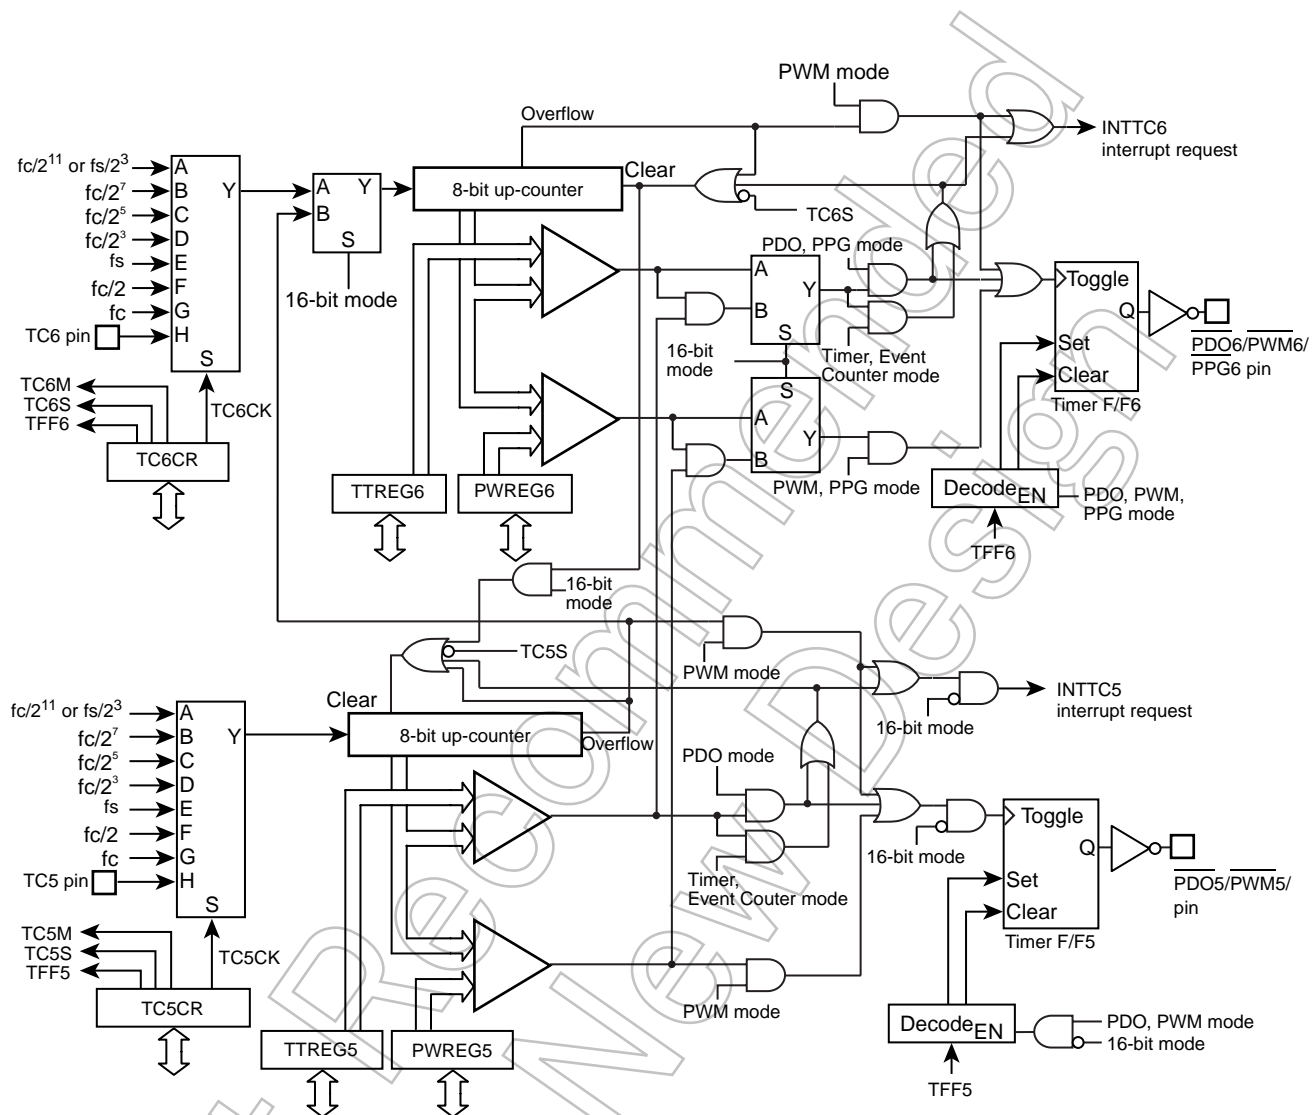 PWM mode
Overflow
INTTC6
interrupt request
fc/2¹¹ or fs/2³
fc/2⁷
fc/2⁵
fc/2³
fs
fc/2
fc
TC6 pin
A
B
C
D
E
F
G
H
Y
S
A
B
Y
S
16-bit mode
8-bit up-counter
Clear
TC6S
PDO, PPG mode
A
B
Y
S
16-bit
mode
Timer, Event
Counter mode
S
A
B
Y
PWM, PPG mode
Toggle
Q
Set
Clear
Timer F/F6
PDO6/PWM6/
PPG6 pin
TC6M
TC6S
TFF6
TC6CK
TC6CR
TTREG6
PWREG6
Decode EN
PDO, PWM,
PPG mode
TFF6
16-bit
mode
TC5S
PWM mode
INTTC5
interrupt request
16-bit mode
fc/2¹¹ or fs/2³
fc/2⁷
fc/2⁵
fc/2³
fs
fc/2
fc
TC5 pin
A
B
C
D
E
F
G
H
Y
S
Clear
8-bit up-counter
Overflow
PDO mode
Timer,
Event Couter mode
16-bit mode
Toggle
Q
Set
Clear
Timer F/F5
PDO5/PWM5/
pin
TC5M
TC5S
TFF5
TC5CK
TC5CR
TTREG5
PWREG5
PWM mode
Decode EN
PDO, PWM mode
16-bit mode
TFF5
t Recommended
New Design